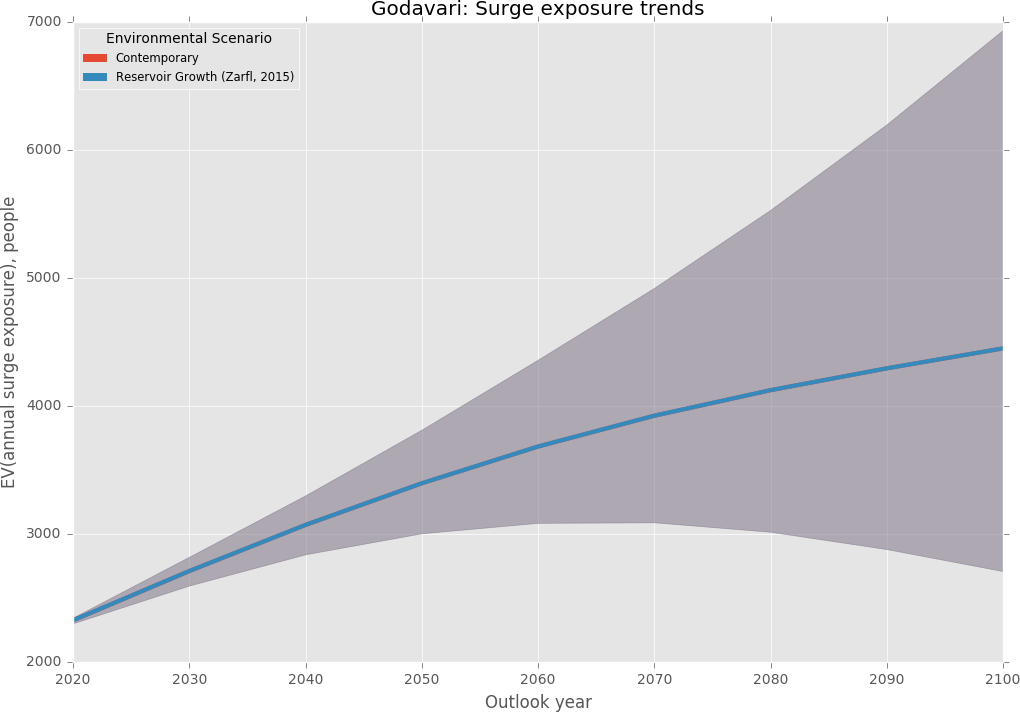 Godavari: Surge exposure trends
7000
6000
5000
4000
3000
2000
EV(annual surge exposure), people
Environmental Scenario
Contemporary
Reservoir Growth (Zarfl, 2015)
2020 2030 2040 2050 2060 2070 2080 2090 2100
Outlook year